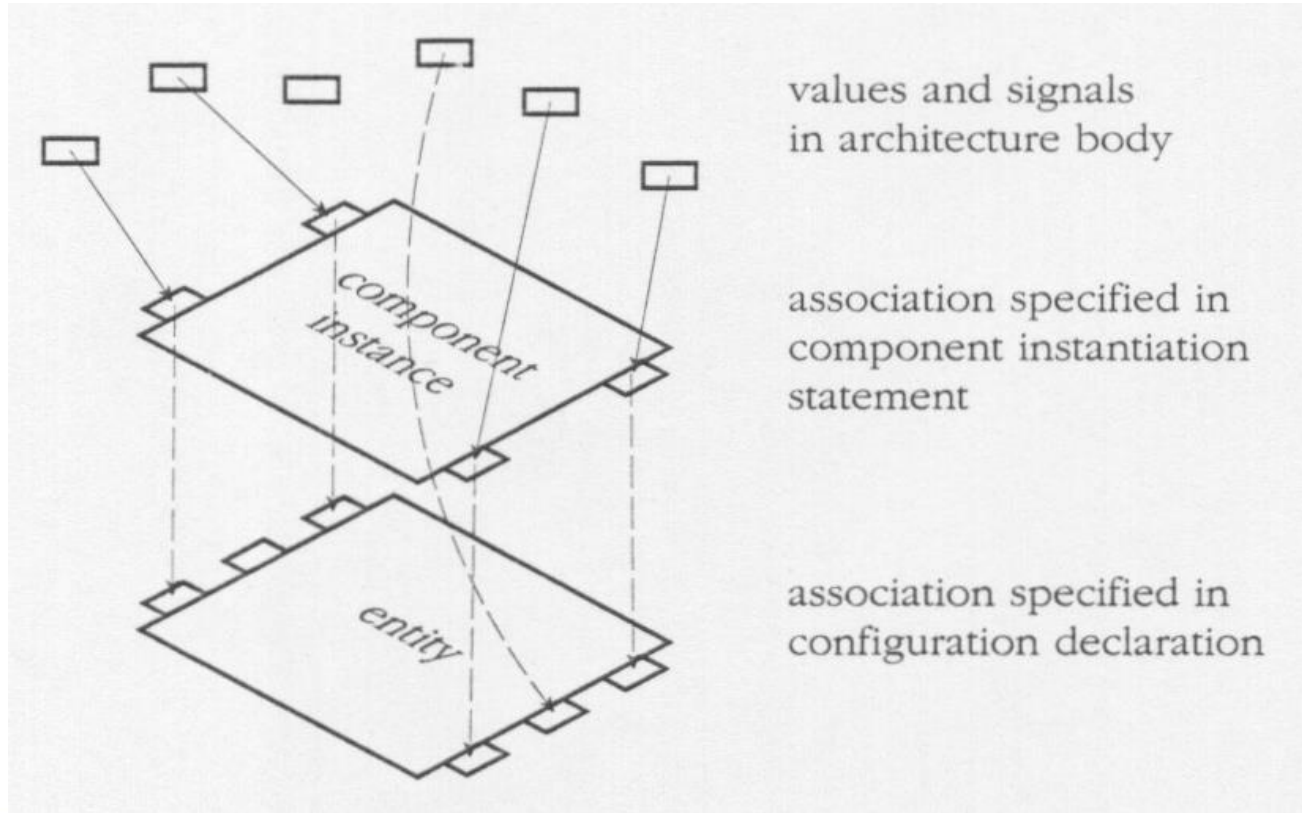 values and signals
in architecture body
component
instance
association specified in
component instantiation
statement
entity
association specified in
configuration declaration